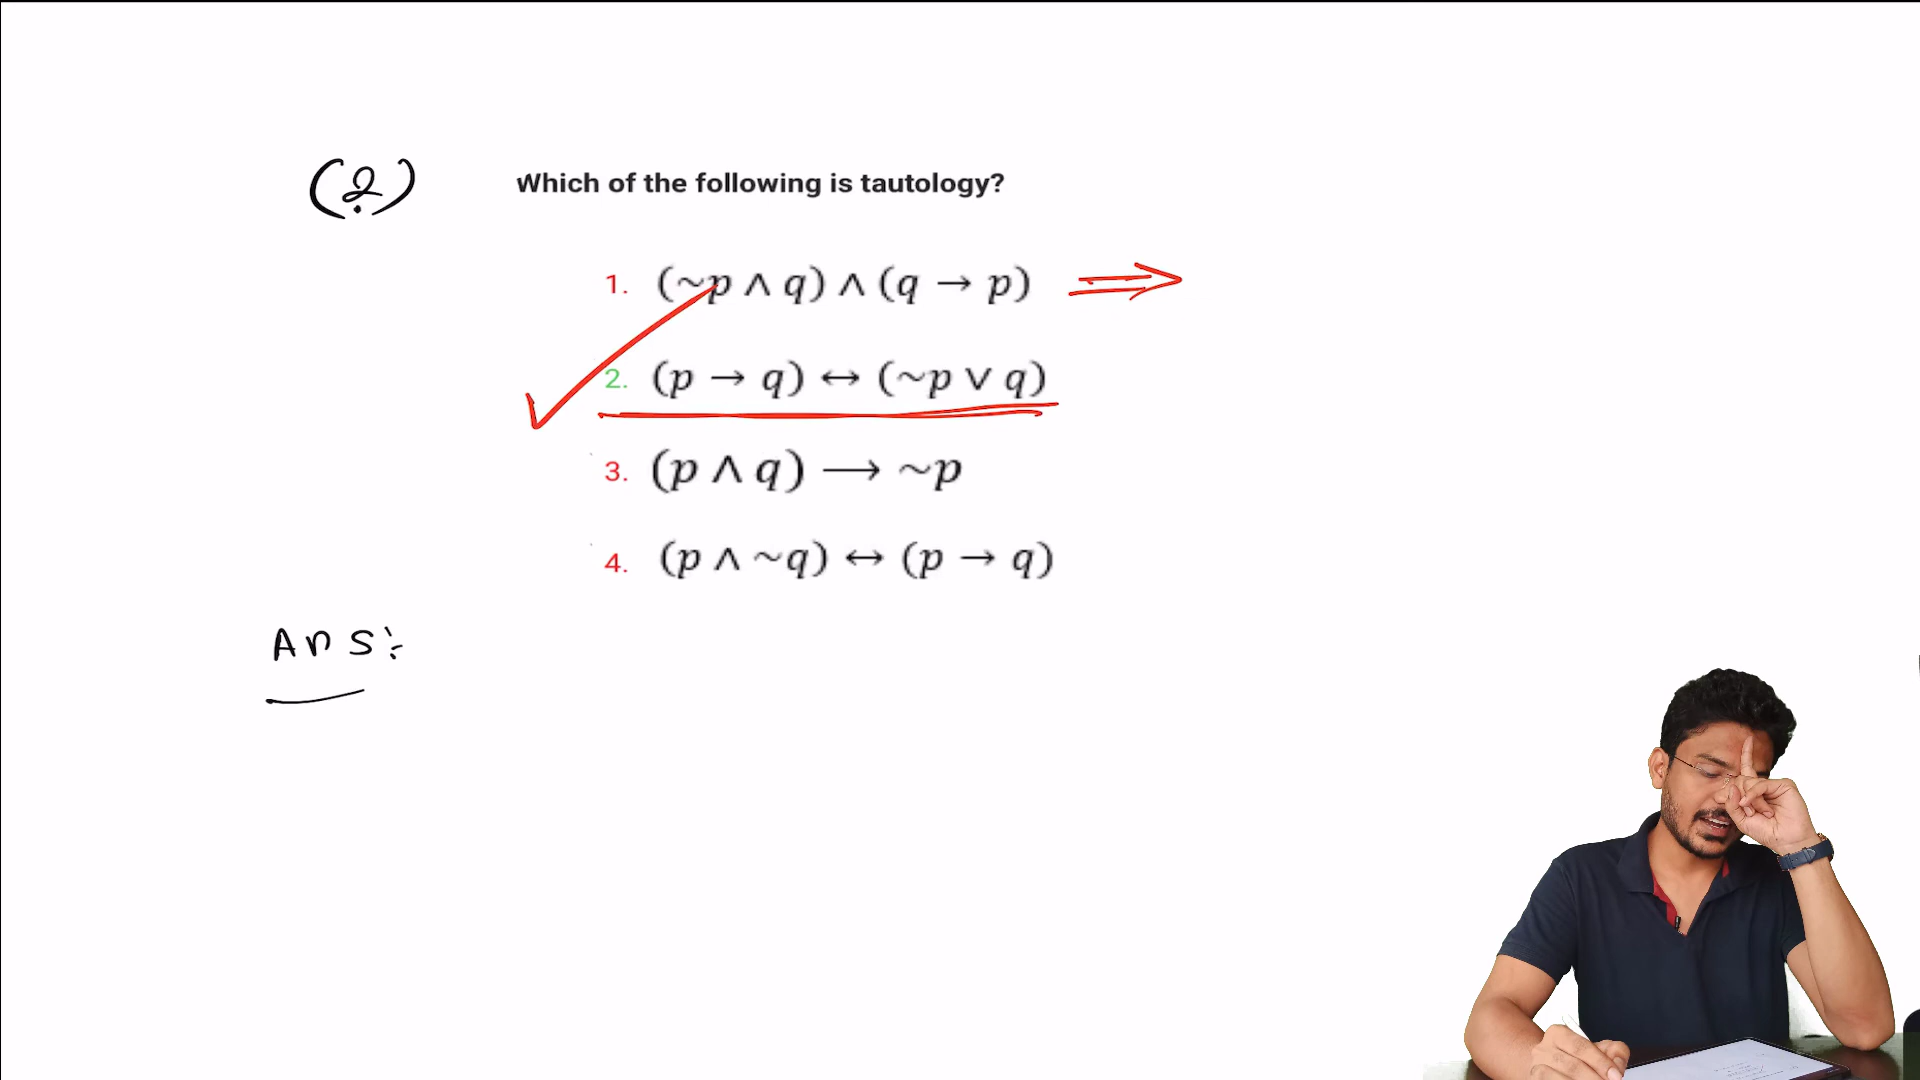 (2) Which of the following is tautology?
1. (~p ∧ q) ∧ (q → p)
2. (p → q) ↔ (~p ∨ q)
3. (p ∧ q) ⟶ ~p
4. (p ∧ ~q) ↔ (p → q)
Ans: